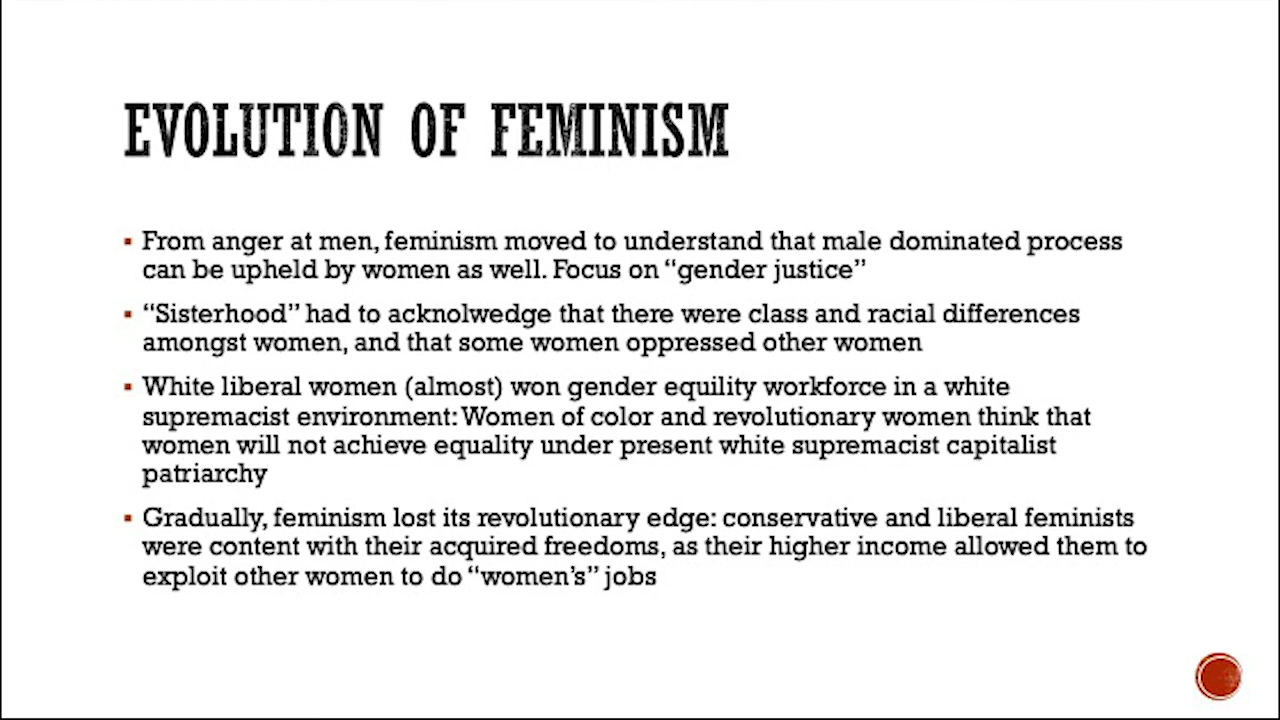 EVOLUTION OF FEMINISM
▪ From anger at men, feminism moved to understand that male dominated process
can be upheld by women as well. Focus on “gender justice”
▪ “Sisterhood” had to acknolwedge that there were class and racial differences
amongst women, and that some women oppressed other women
▪ White liberal women (almost) won gender equility workforce in a white
supremacist environment: Women of color and revolutionary women think that
women will not achieve equality under present white supremacist capitalist
patriarchy
▪ Gradually, feminism lost its revolutionary edge: conservative and liberal feminists
were content with their acquired freedoms, as their higher income allowed them to
exploit other women to do “women’s” jobs